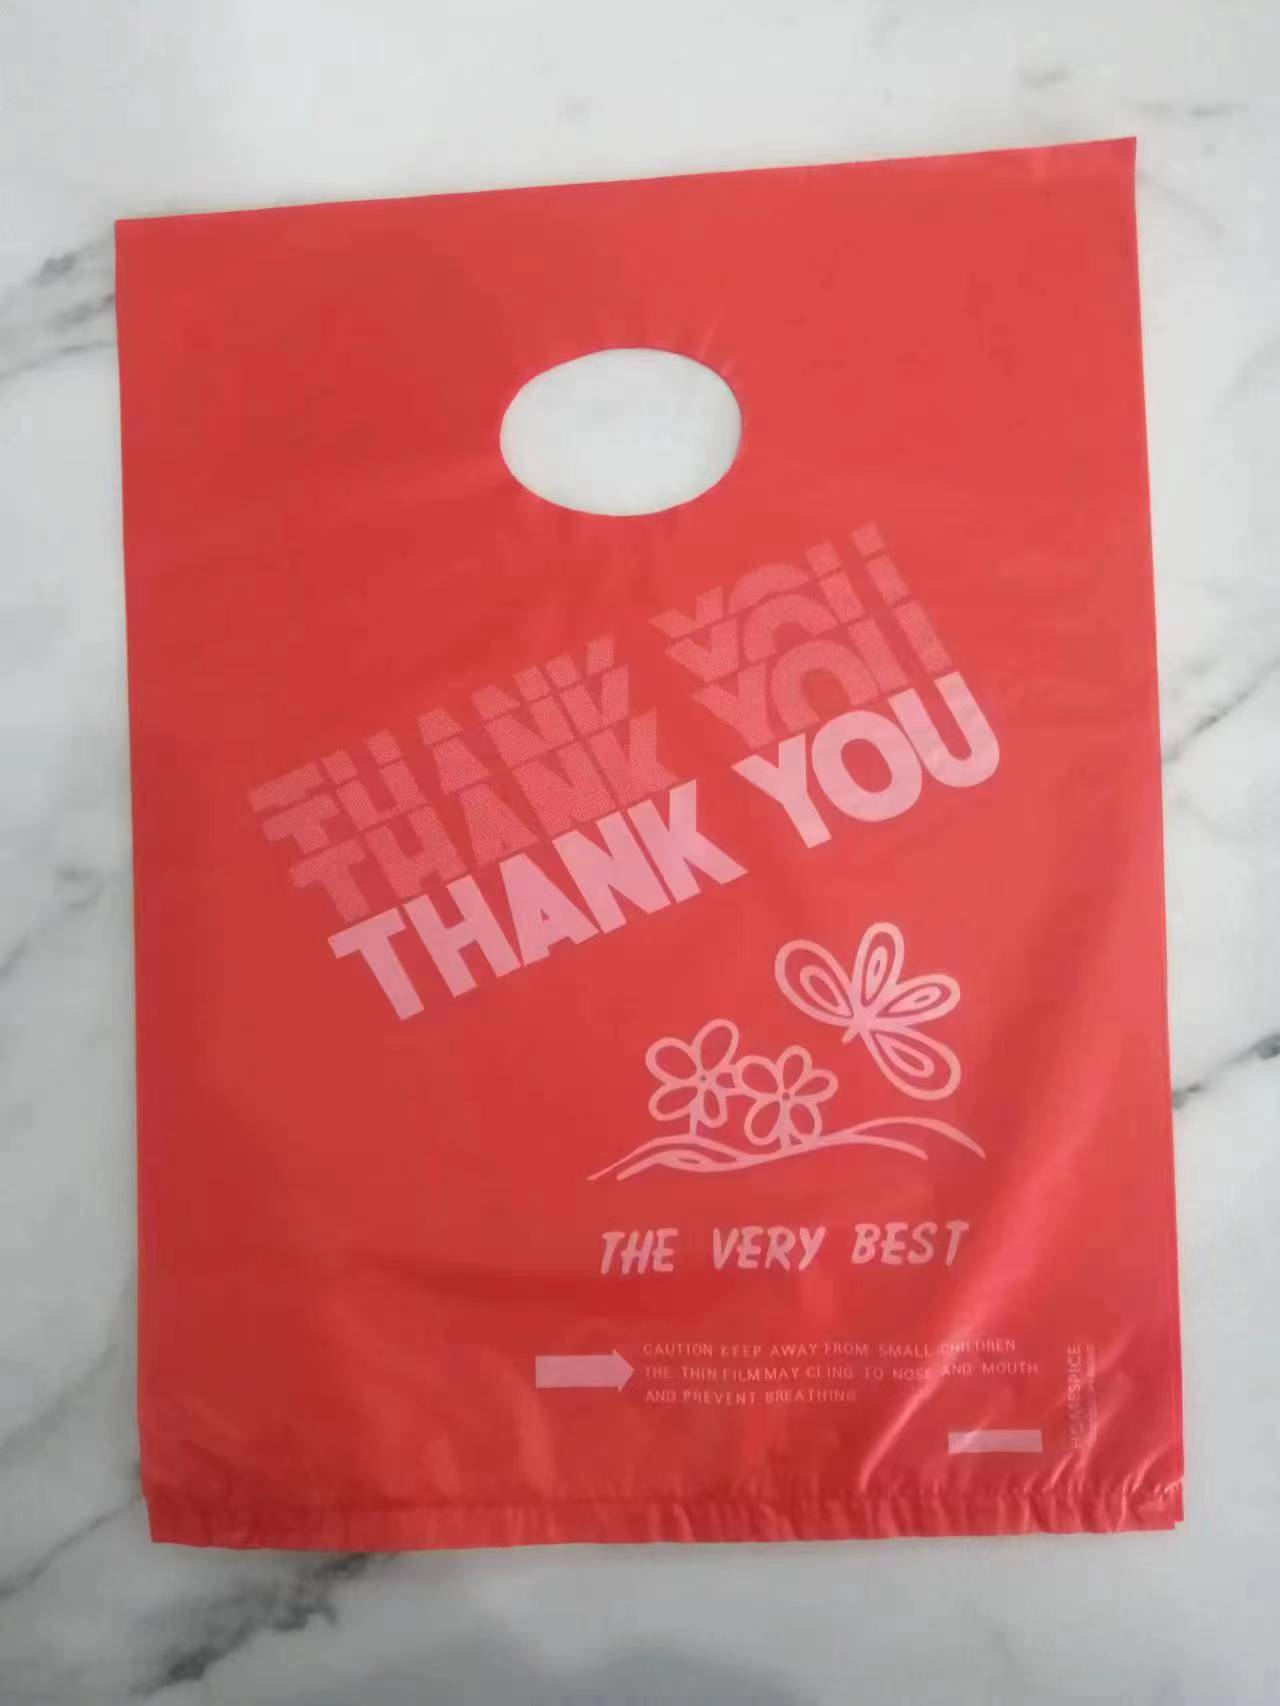 THANK YOU
THANK YOU
THANK YOU
THE VERY BEST
CAUTION KEEP AWAY FROM SMALL CHILDREN
THE THIN FILM MAY CLING TO NOSE AND MOUTH
AND PREVENT BREATHING
HOMESPICE